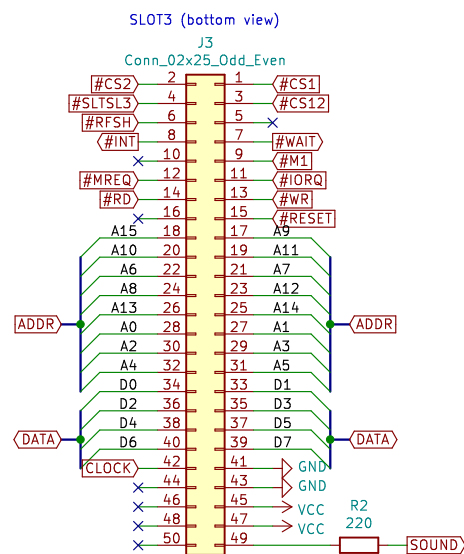 SLOT3 (bottom view)
J3
Conn_02x25_Odd_Even
#CS2 2 1 #CS1
#SLTSL3 4 3 #CS12
#RFSH 6 5
#INT 8 7 #WAIT
10 9 #M1
#MREQ 12 11 #IORQ
#RD 14 13 #WR
16 15 #RESET
A15 18 17 A9
A10 20 19 A11
A6 22 21 A7
A8 24 23 A12
A13 26 25 A14
ADDR ADDR
A0 28 27 A1
A2 30 29 A3
A4 32 31 A5
D0 34 33 D1
D2 36 35 D3
D4 38 37 D5
DATA DATA
D6 40 39 D7
CLOCK 42 41 GND
44 43 GND
46 45 VCC
48 47 VCC
R2
220
50 49 SOUND